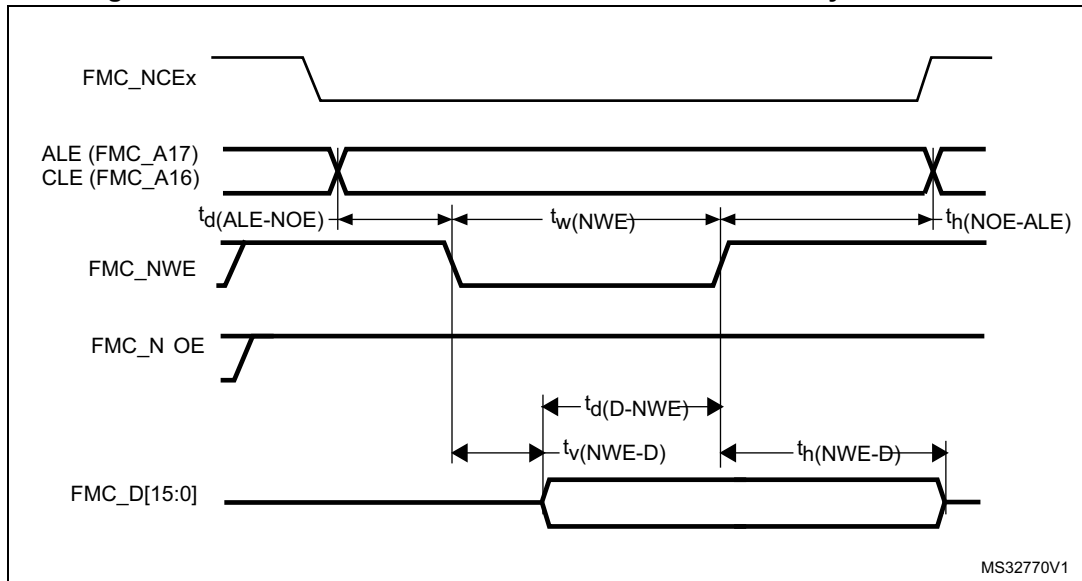 FMC_NCEx
ALE (FMC_A17)
CLE (FMC_A16)
td(ALE-NOE)
tw(NWE)
th(NOE-ALE)
FMC_NWE
FMC_N OE
td(D-NWE)
tv(NWE-D)
th(NWE-D)
FMC_D[15:0]
MS32770V1